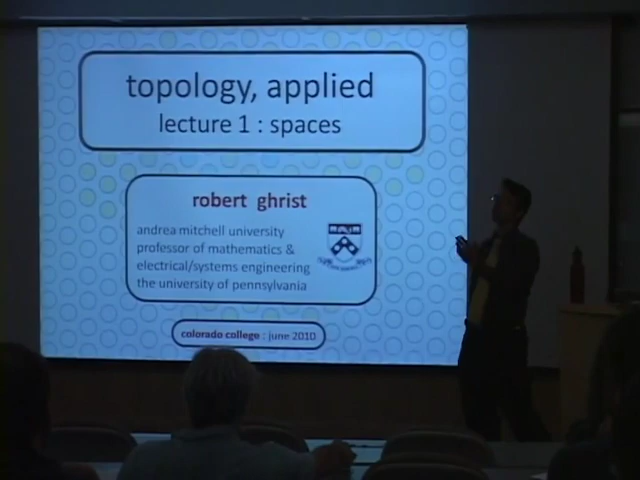 topology, applied
lecture 1 : spaces
robert ghrist
andrea mitchell university
professor of mathematics &
electrical/systems engineering
the university of pennsylvania
colorado college : june 2010